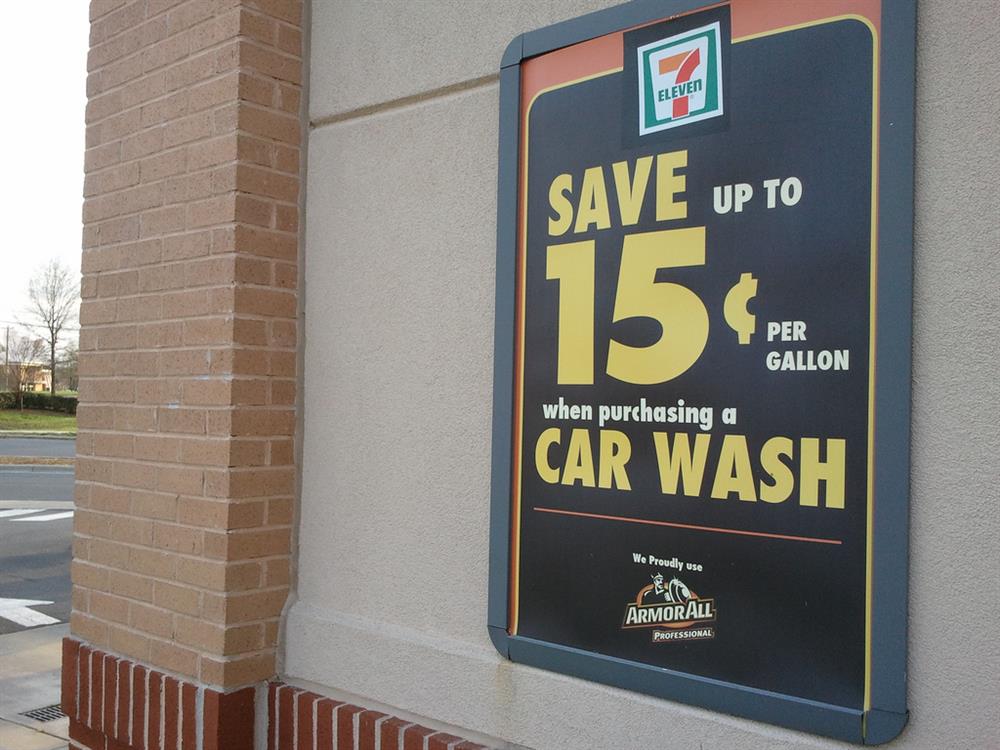 7
ELEVEn
SAVE UP TO
15¢ PER
GALLON
when purchasing a
CAR WASH
We Proudly use
ARMORALL
PROFESSIONAL